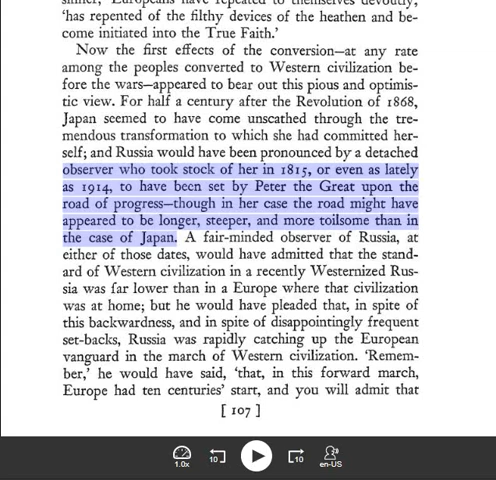 sinner,' Europeans have repeated to themselves devoutly,
'has repented of the filthy devices of the heathen and be-
come initiated into the True Faith.'
Now the first effects of the conversion—at any rate
among the peoples converted to Western civilization be-
fore the wars—appeared to bear out this pious and optimis-
tic view. For half a century after the Revolution of 1868,
Japan seemed to have come unscathed through the tre-
mendous transformation to which she had committed her-
self; and Russia would have been pronounced by a detached
observer who took stock of her in 1815, or even as lately
as 1914, to have been set by Peter the Great upon the
road of progress—though in her case the road might have
appeared to be longer, steeper, and more toilsome than in
the case of Japan. A fair-minded observer of Russia, at
either of those dates, would have admitted that the stand-
ard of Western civilization in a recently Westernized Rus-
sia was far lower than in a Europe where that civilization
was at home; but he would have pleaded that, in spite of
this backwardness, and in spite of disappointingly frequent
set-backs, Russia was rapidly catching up the European
vanguard in the march of Western civilization. 'Remem-
ber,' he would have said, 'that, in this forward march,
Europe had ten centuries' start, and you will admit that
[ 107 ]
1.0x
10
10
en-US